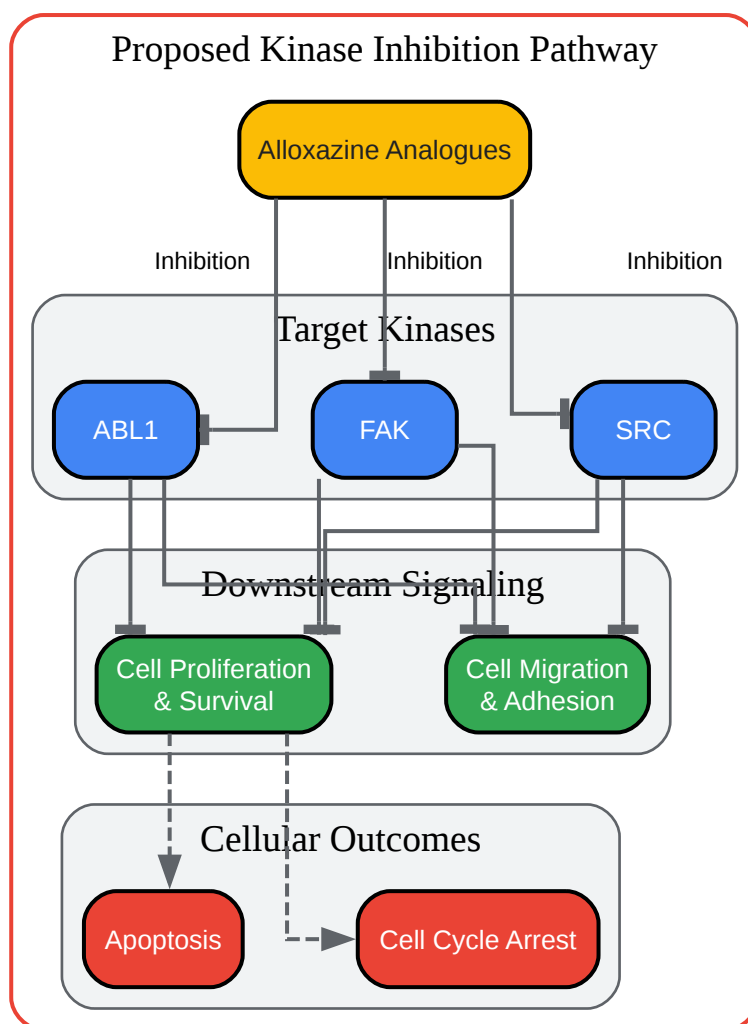 Proposed Kinase Inhibition Pathway
Alloxazine Analogues
Inhibition
Inhibition
Inhibition
Target Kinases
ABL1
FAK
SRC
Downstream Signaling
Cell Proliferation
& Survival
Cell Migration
& Adhesion
Cellular Outcomes
Apoptosis
Cell Cycle Arrest